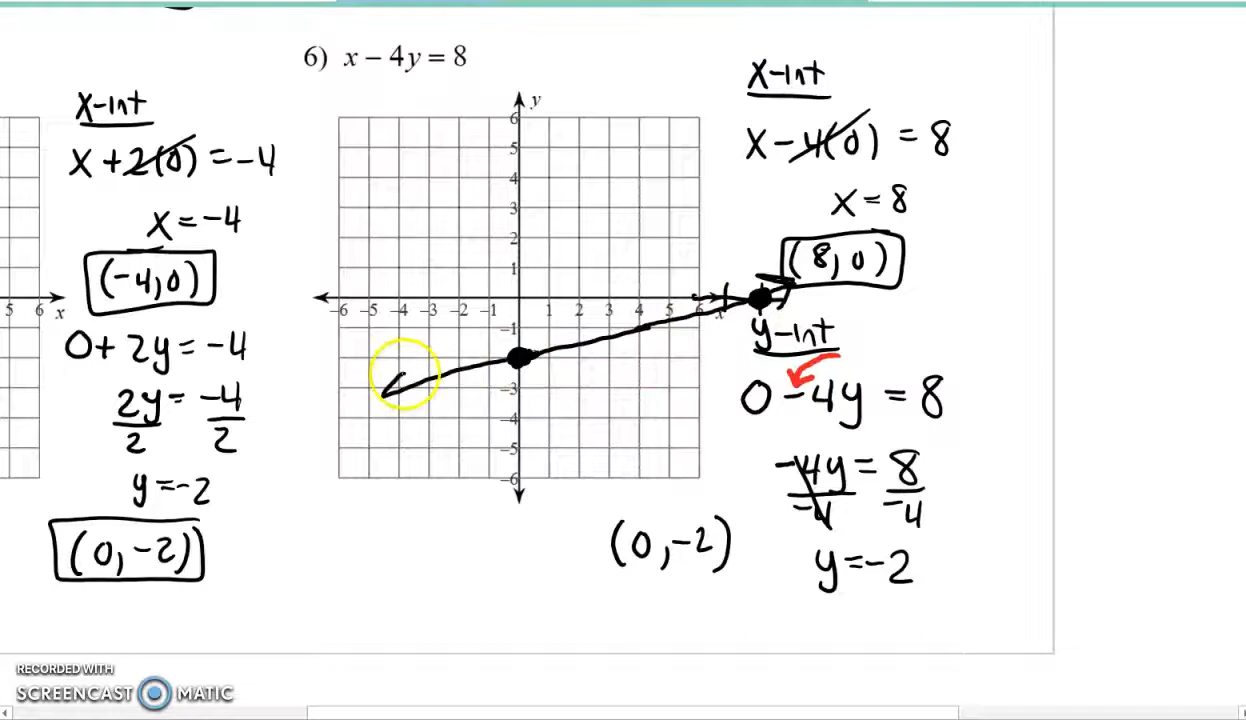 6) x − 4y = 8
x-int
x + 2(0) = -4
x = -4
(-4, 0)
0 + 2y = -4
2y = -4
2 2
y = -2
(0, -2)
5 6 x
y
6
5
4
3
2
1
-6 -5 -4 -3 -2 -1 1 2 3 4 5 6 x
-1
-3
-4
-5
-6
x-int
x - 4(0) = 8
x = 8
(8, 0)
y-int
0 - 4y = 8
-4y = 8
-4 -4
y = -2
(0, -2)
RECORDED WITH
SCREENCAST MATIC